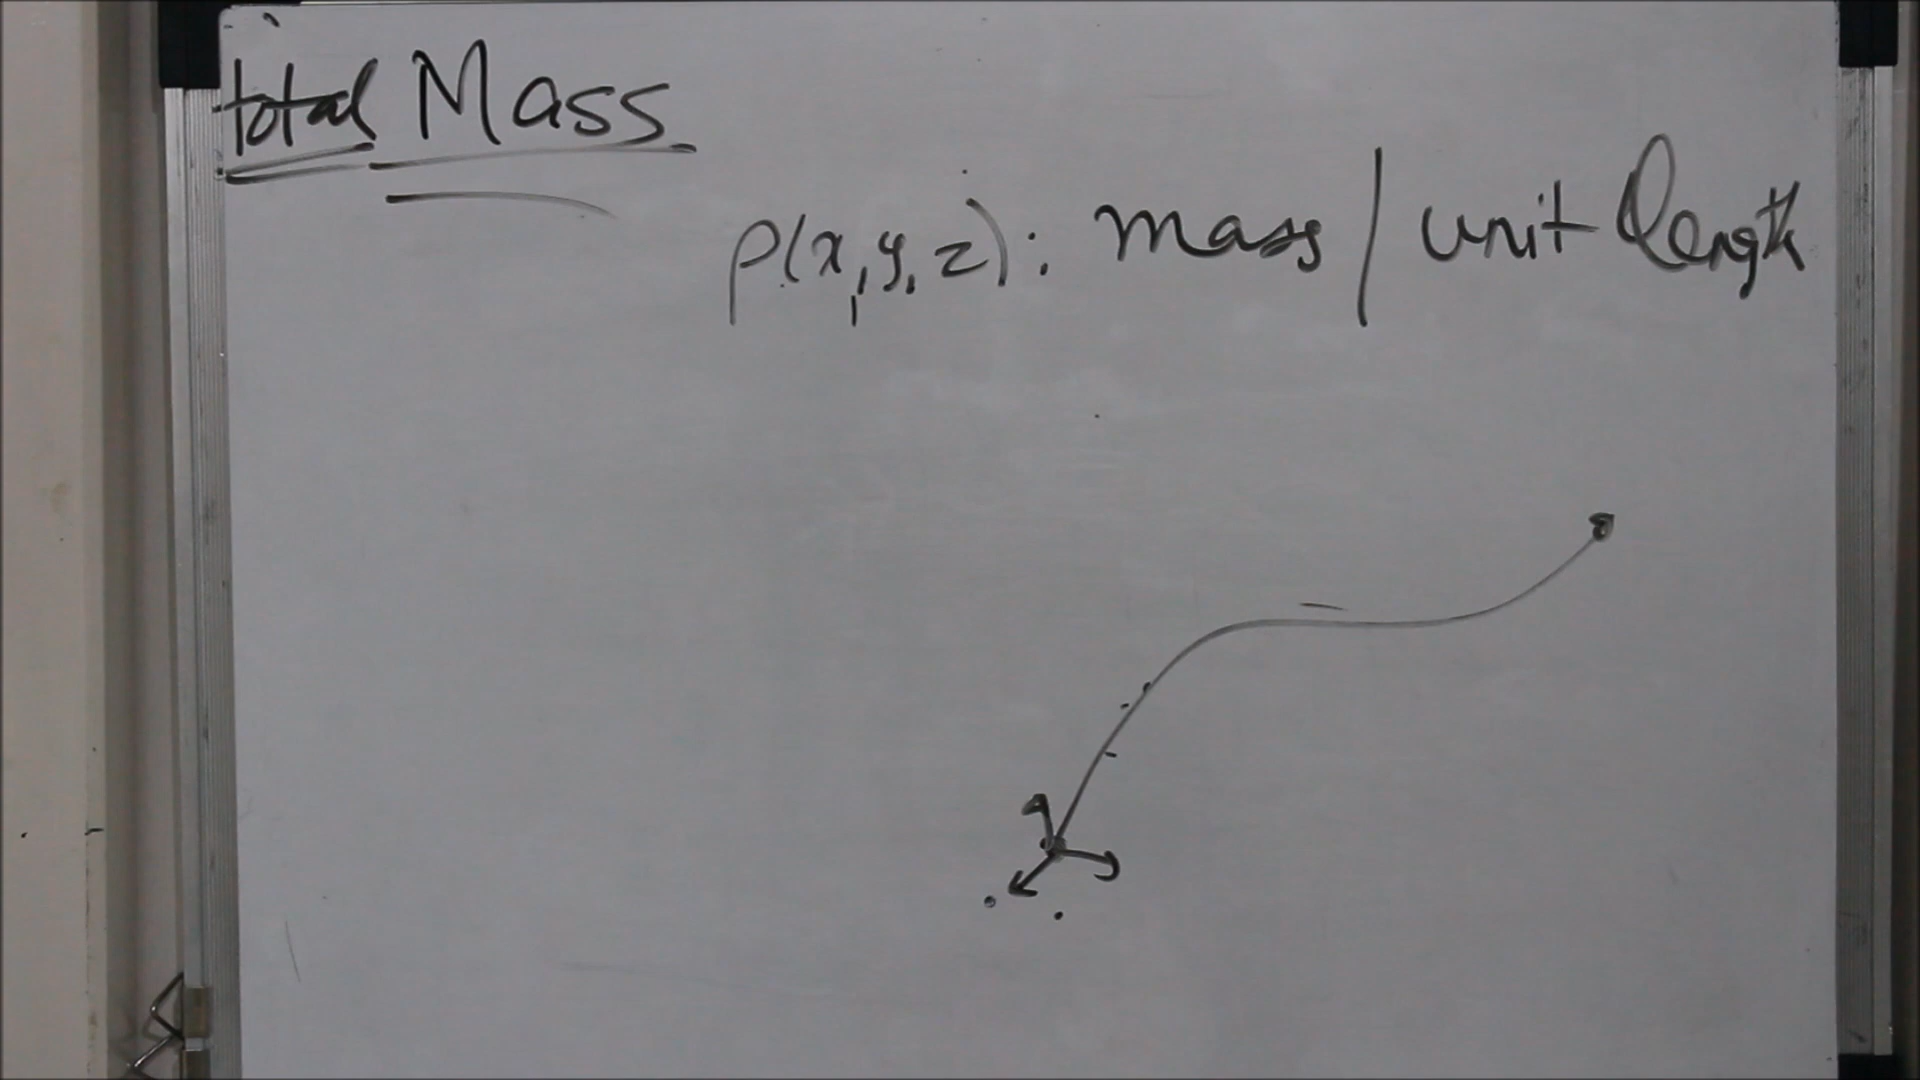 total Mass
ρ(x,y,z): mass / unit length